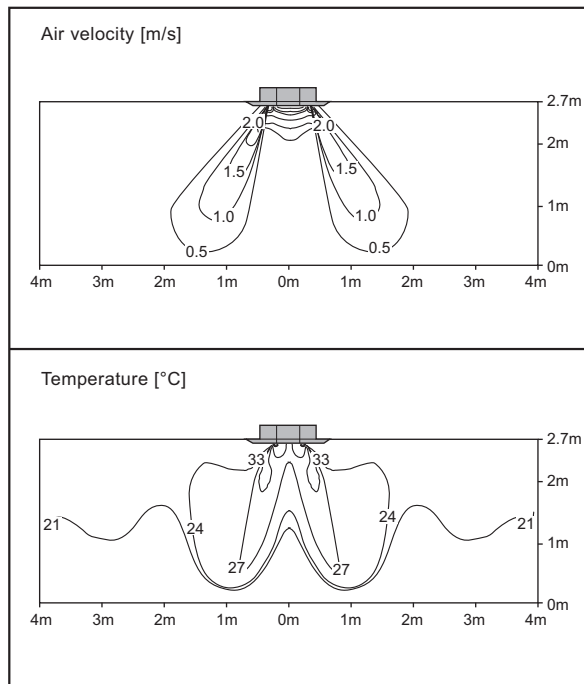 Air velocity [m/s]
2.7m
2.0 2.0
2m
1.5 1.5
1.0 1.0
1m
0.5 0.5
0m
4m 3m 2m 1m 0m 1m 2m 3m 4m
Temperature [°C]
2.7m
33 33
2m
21 24 24 21
1m
27 27
0m
4m 3m 2m 1m 0m 1m 2m 3m 4m